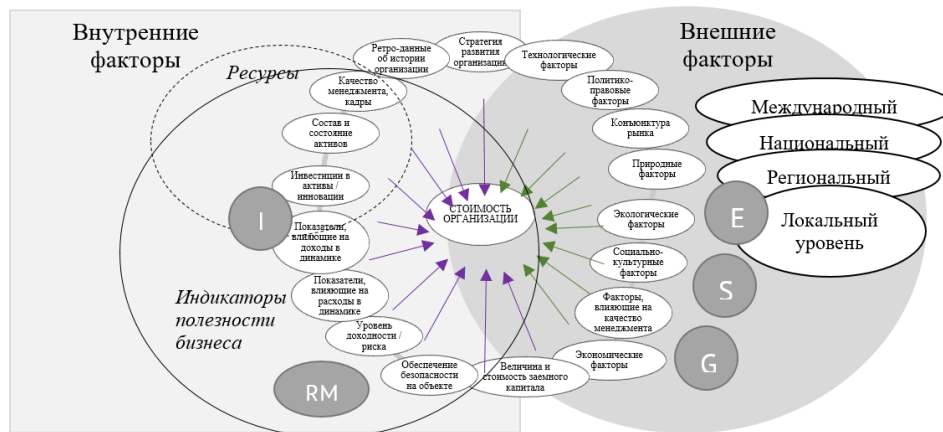 Внутренние
факторы
Внешние
факторы
Ресурсы
Ретро-данные
об истории
организации
Стратегия
развития
организации
Технологические
факторы
Качество
менеджмента,
кадры
Политико-
правовые
факторы
Состав и
состояние
активов
Конъюнктура
рынка
Инвестиции в
активы /
инновации
Природные
факторы
СТОИМОСТЬ
ОРГАНИЗАЦИИ
I
Показатели,
влияющие на
доходы в
динамике
Экологические
факторы
Показатели,
влияющие на
расходы в
динамике
Социально-
культурные
факторы
Уровень
доходности /
риска
Факторы,
влияющие на
качество
менеджмента
Обеспечение
безопасности
на объекте
Величина и
стоимость заемного
капитала
Экономические
факторы
Индикаторы
полезности
бизнеса
RM
Международный
Национальный
Региональный
Локальный
уровень
E
S
G